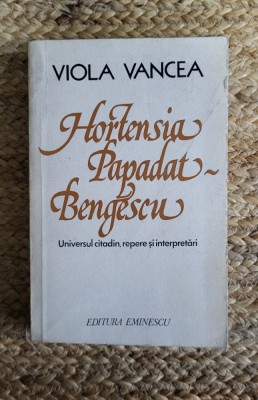 VIOLA VANCEA
Hortensia
Papadat-
Bengescu
Universul citadin, repere și interpretări
EDITURA EMINESCU